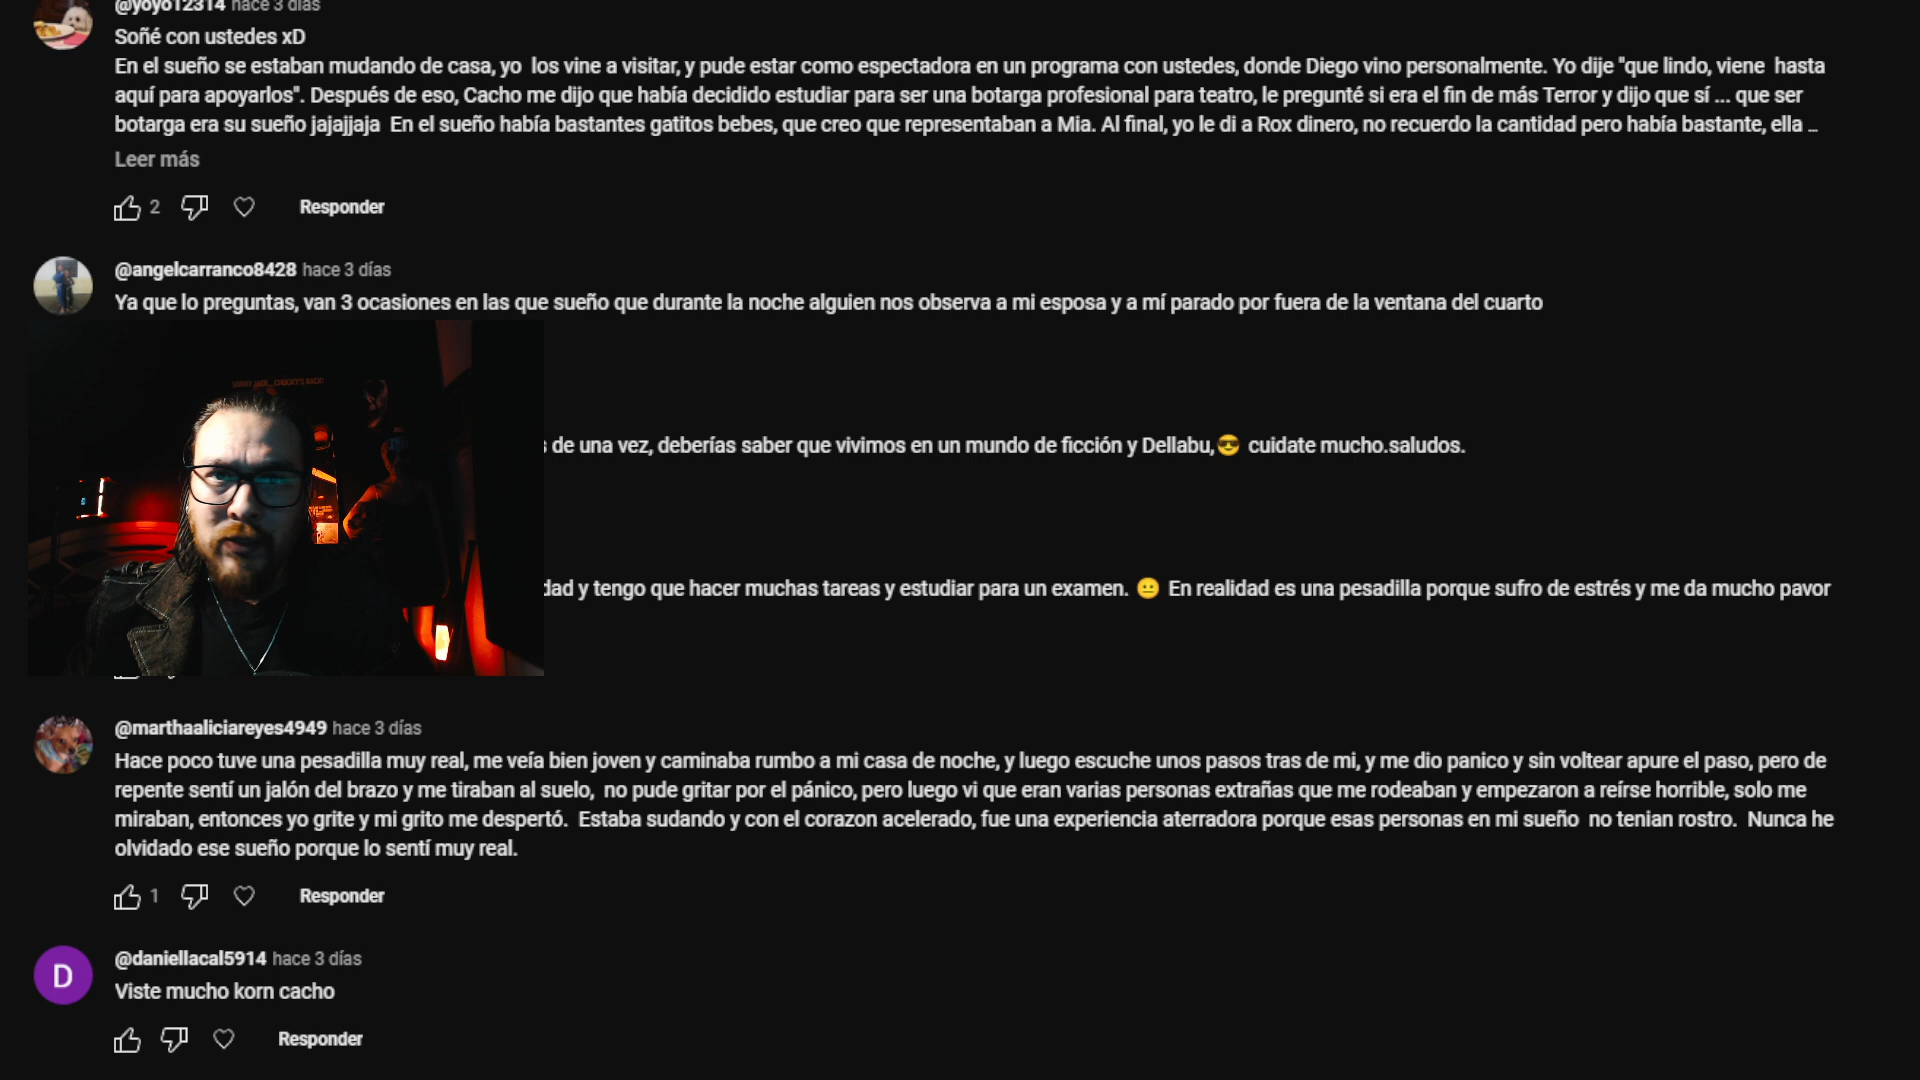 @yoyo12314 hace 3 días
Soñé con ustedes xD
En el sueño se estaban mudando de casa, yo los vine a visitar, y pude estar como espectadora en un programa con ustedes, donde Diego vino personalmente. Yo dije "que lindo, viene hasta
aquí para apoyarlos". Después de eso, Cacho me dijo que había decidido estudiar para ser una botarga profesional para teatro, le pregunté si era el fin de más Terror y dijo que sí ... que ser
botarga era su sueño jajajjaja En el sueño había bastantes gatitos bebes, que creo que representaban a Mia. Al final, yo le di a Rox dinero, no recuerdo la cantidad pero había bastante, ella ...
Leer más
2 Responder
@angelcarranco8428 hace 3 días
Ya que lo preguntas, van 3 ocasiones en las que sueño que durante la noche alguien nos observa a mi esposa y a mí parado por fuera de la ventana del cuarto
SORRY JACK...CHUCKY'S BACK!
s de una vez, deberías saber que vivimos en un mundo de ficción y Dellabu,😎 cuidate mucho.saludos.
dad y tengo que hacer muchas tareas y estudiar para un examen. 😐 En realidad es una pesadilla porque sufro de estrés y me da mucho pavor
@marthaaliciareyes4949 hace 3 días
Hace poco tuve una pesadilla muy real, me veía bien joven y caminaba rumbo a mi casa de noche, y luego escuche unos pasos tras de mi, y me dio panico y sin voltear apure el paso, pero de
repente sentí un jalón del brazo y me tiraban al suelo, no pude gritar por el pánico, pero luego vi que eran varias personas extrañas que me rodeaban y empezaron a reírse horrible, solo me
miraban, entonces yo grite y mi grito me despertó. Estaba sudando y con el corazon acelerado, fue una experiencia aterradora porque esas personas en mi sueño no tenian rostro. Nunca he
olvidado ese sueño porque lo sentí muy real.
1 Responder
D
@daniellacal5914 hace 3 días
Viste mucho korn cacho
Responder